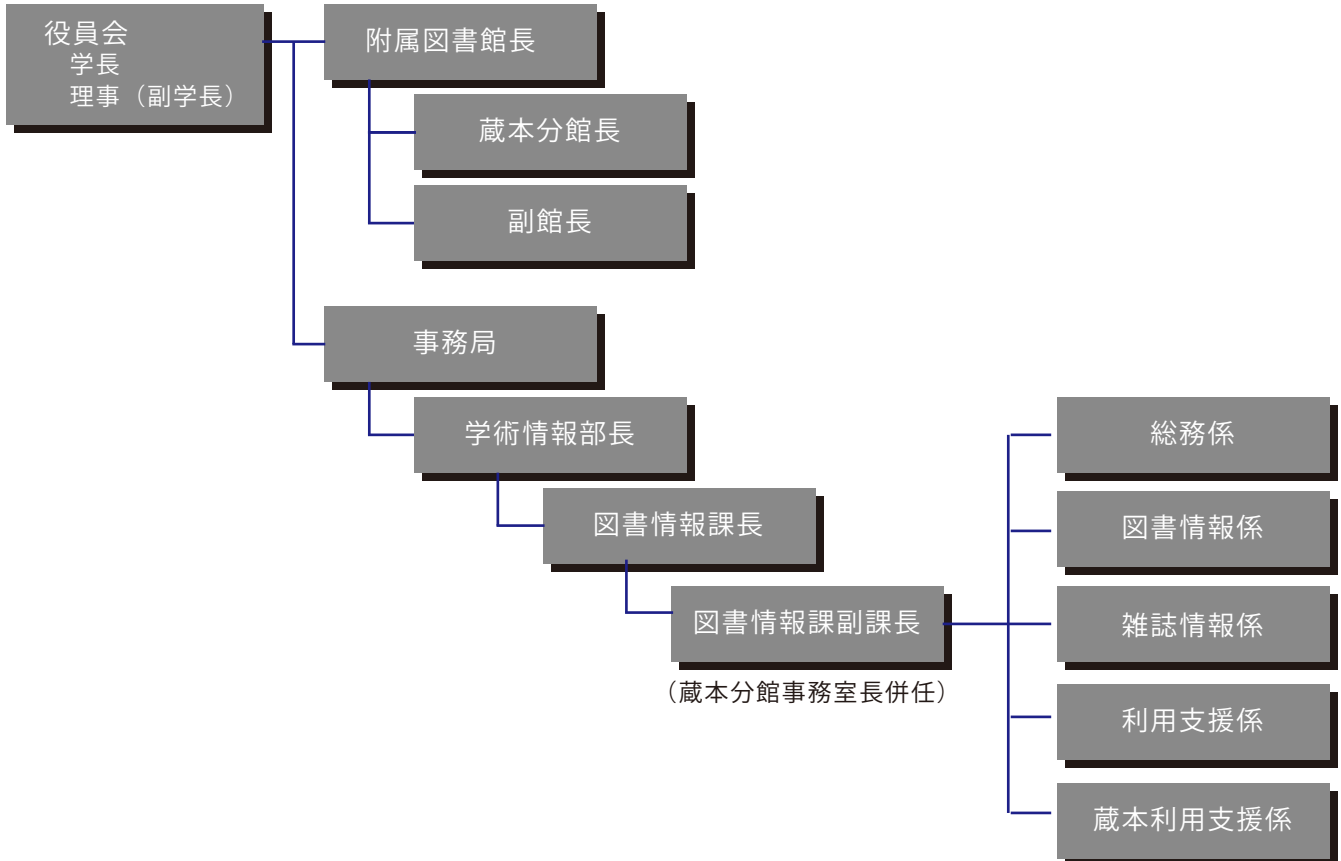 役員会
学長
理事（副学長）
附属図書館長
蔵本分館長
副館長
事務局
学術情報部長
図書情報課長
図書情報課副課長
（蔵本分館事務室長併任）
総務係
図書情報係
雑誌情報係
利用支援係
蔵本利用支援係